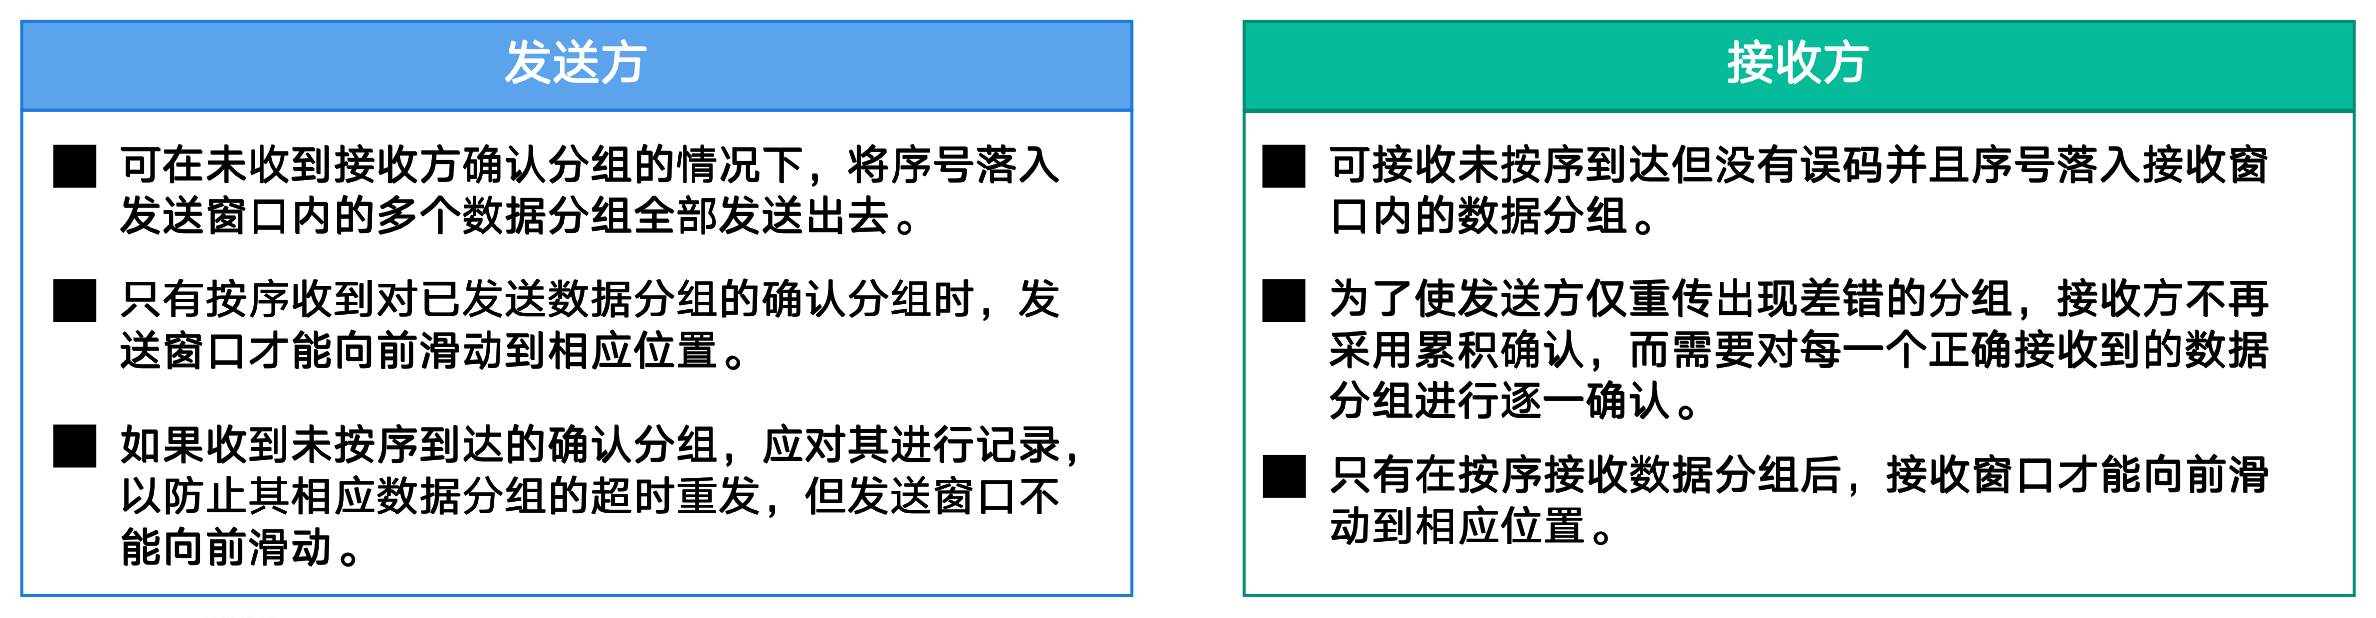 发送方
可在未收到接收方确认分组的情况下，将序号落入
发送窗口内的多个数据分组全部发送出去。
只有按序收到对已发送数据分组的确认分组时，发
送窗口才能向前滑动到相应位置。
如果收到未按序到达的确认分组，应对其进行记录，
以防止其相应数据分组的超时重发，但发送窗口不
能向前滑动。
接收方
可接收未按序到达但没有误码并且序号落入接收窗
口内的数据分组。
为了使发送方仅重传出现差错的分组，接收方不再
采用累积确认，而需要对每一个正确接收到的数据
分组进行逐一确认。
只有在按序接收数据分组后，接收窗口才能向前滑
动到相应位置。